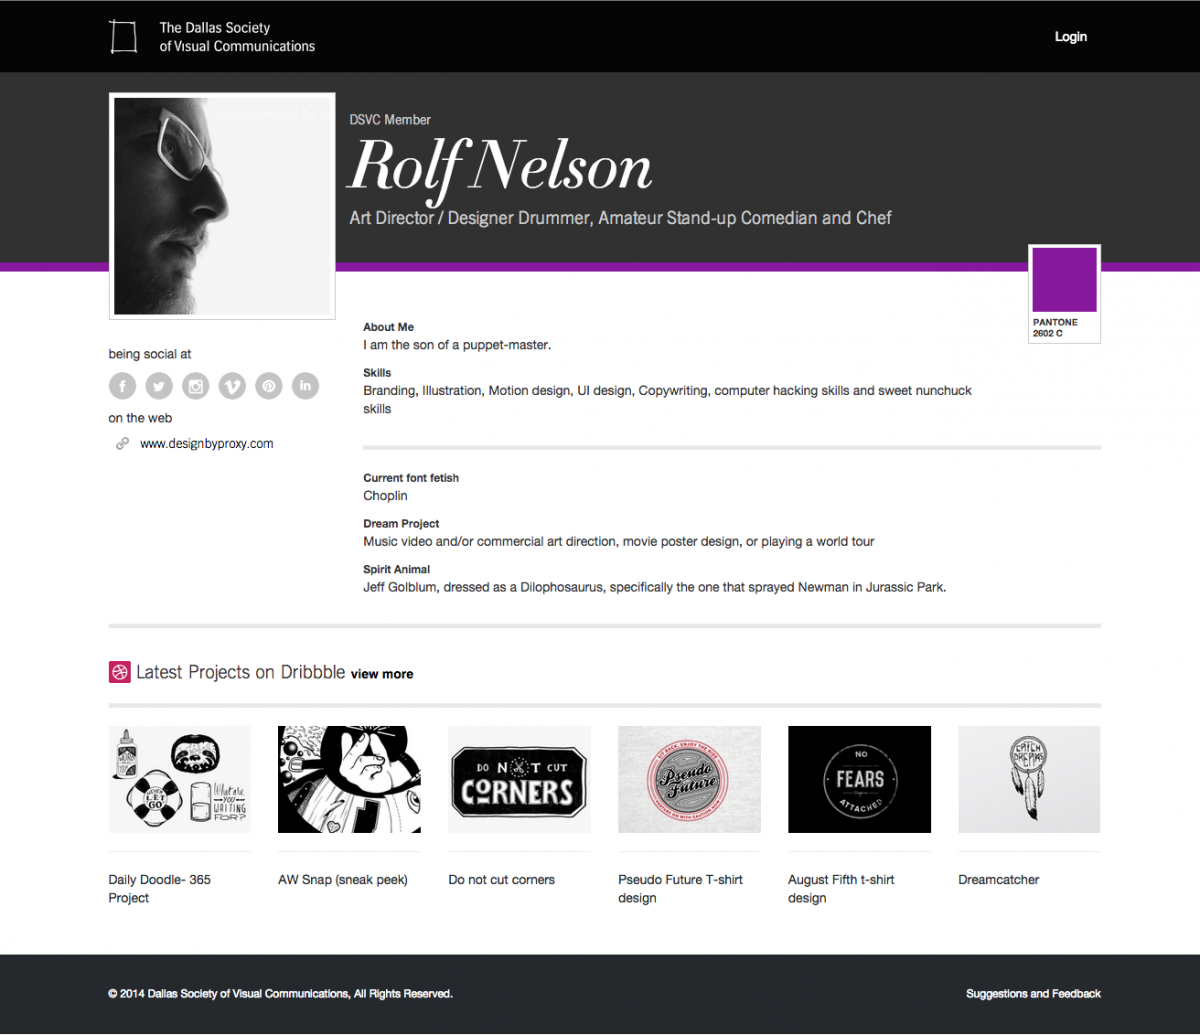 The Dallas Society
of Visual Communications
Login
DSVC Member
Rolf Nelson
Art Director / Designer Drummer, Amateur Stand-up Comedian and Chef
PANTONE
2602 C
being social at
on the web
www.designbyproxy.com
About Me
I am the son of a puppet-master.
Skills
Branding, Illustration, Motion design, UI design, Copywriting, computer hacking skills and sweet nunchuck
skills
Current font fetish
Choplin
Dream Project
Music video and/or commercial art direction, movie poster design, or playing a world tour
Spirit Animal
Jeff Golblum, dressed as a Dilophosaurus, specifically the one that sprayed Newman in Jurassic Park.
Latest Projects on Dribbble view more
NEVER
LET
GO
What are
YOU
WAITING
FOR?
DO NOT CUT
CORNERS
SIT BACK, ENJOY THE RIDE
Pseudo
Future
NO
FEARS
ATTACHED
CATCH
DREAMS
Daily Doodle- 365
Project
AW Snap (sneak peek)
Do not cut corners
Pseudo Future T-shirt
design
August Fifth t-shirt
design
Dreamcatcher
© 2014 Dallas Society of Visual Communications, All Rights Reserved.
Suggestions and Feedback